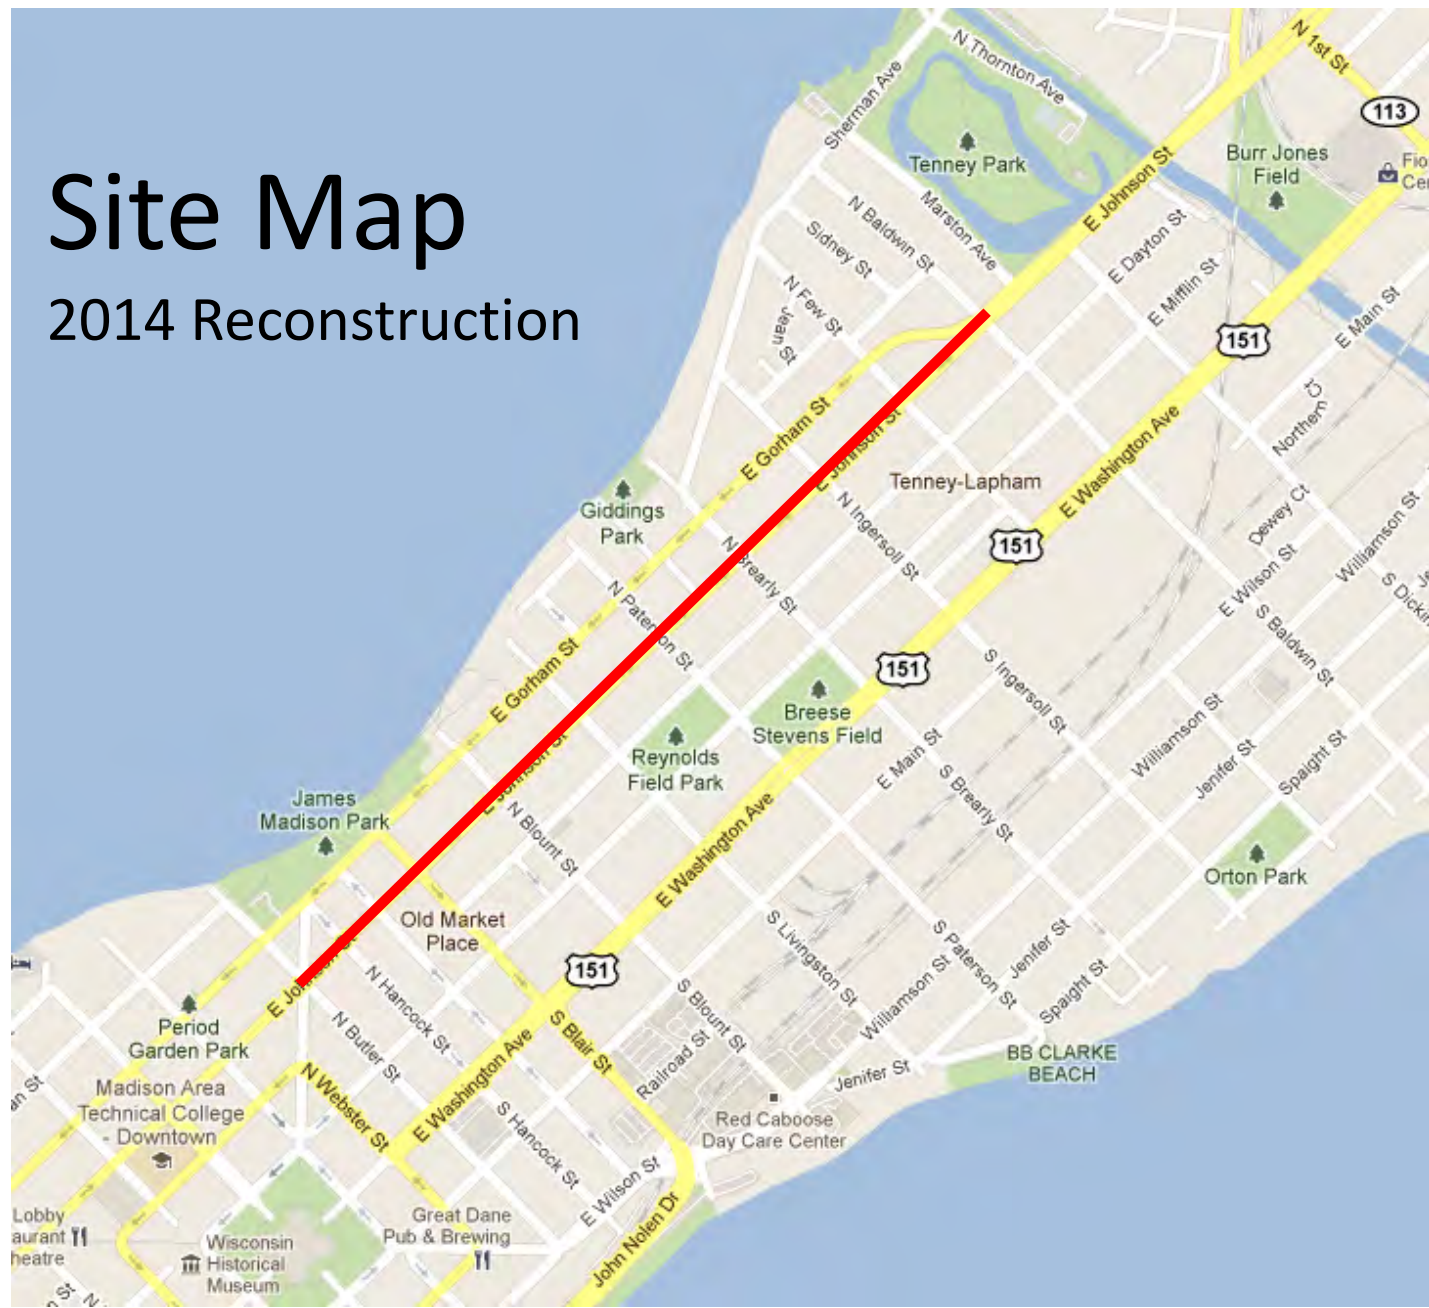 Site Map
2014 Reconstruction
N 1st St
N Thornton Ave
Sherman Ave
113
Tenney Park
Burr Jones
Field
E Johnson St
Marston Ave
N Baldwin St
Sidney St
E Dayton St
E Mifflin St
N Few St
Jean St
E Main St
151
Northern Ct
E Gorham St
E Johnson St
E Washington Ave
Tenney-Lapham
Giddings
Park
N Ingersoll St
Dewey Ct
Williamson St
151
N Brearly St
E Wilson St
N Paterson St
S Baldwin St
E Gorham St
151
S Ingersoll St
Breese
Stevens Field
Reynolds
Field Park
E Main St
Williamson St
Jenifer St
Spaight St
S Brearly St
James
Madison Park
N Blount St
E Washington Ave
Orton Park
Old Market
Place
S Livingston St
S Paterson St
Jenifer St
Spaight St
151
Williamson St
E Johnson St
N Hancock St
S Blount St
Period
Garden Park
N Butler St
S Blair St
Railroad St
BB CLARKE
BEACH
Jenifer St
Madison Area
Technical College
- Downtown
N Webster St
E Washington Ave
S Hancock St
Red Caboose
Day Care Center
E Wilson St
John Nolen Dr
Great Dane
Pub & Brewing
Lobby
Wisconsin
Historical
Museum